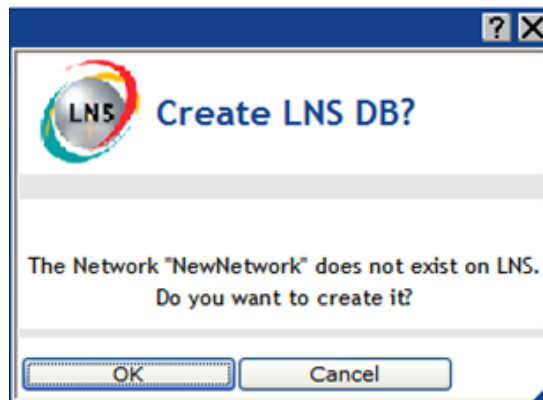 ? X
LNS
Create LNS DB?
The Network "NewNetwork" does not exist on LNS.
Do you want to create it?
OK Cancel